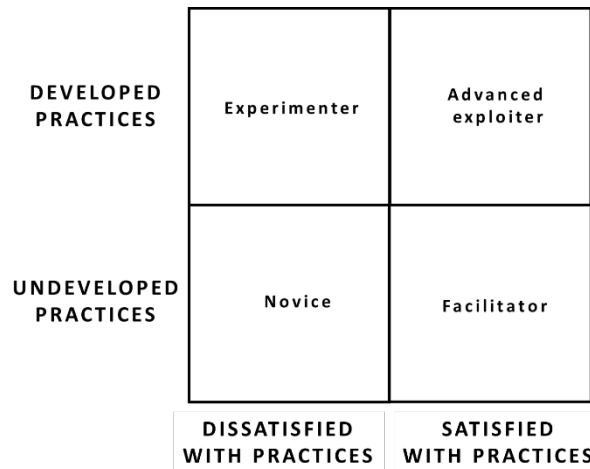 DEVELOPED
PRACTICES
Experimenter
Advanced
exploiter
UNDEVELOPED
PRACTICES
Novice
Facilitator
DISSATISFIED
WITH PRACTICES
SATISFIED
WITH PRACTICES